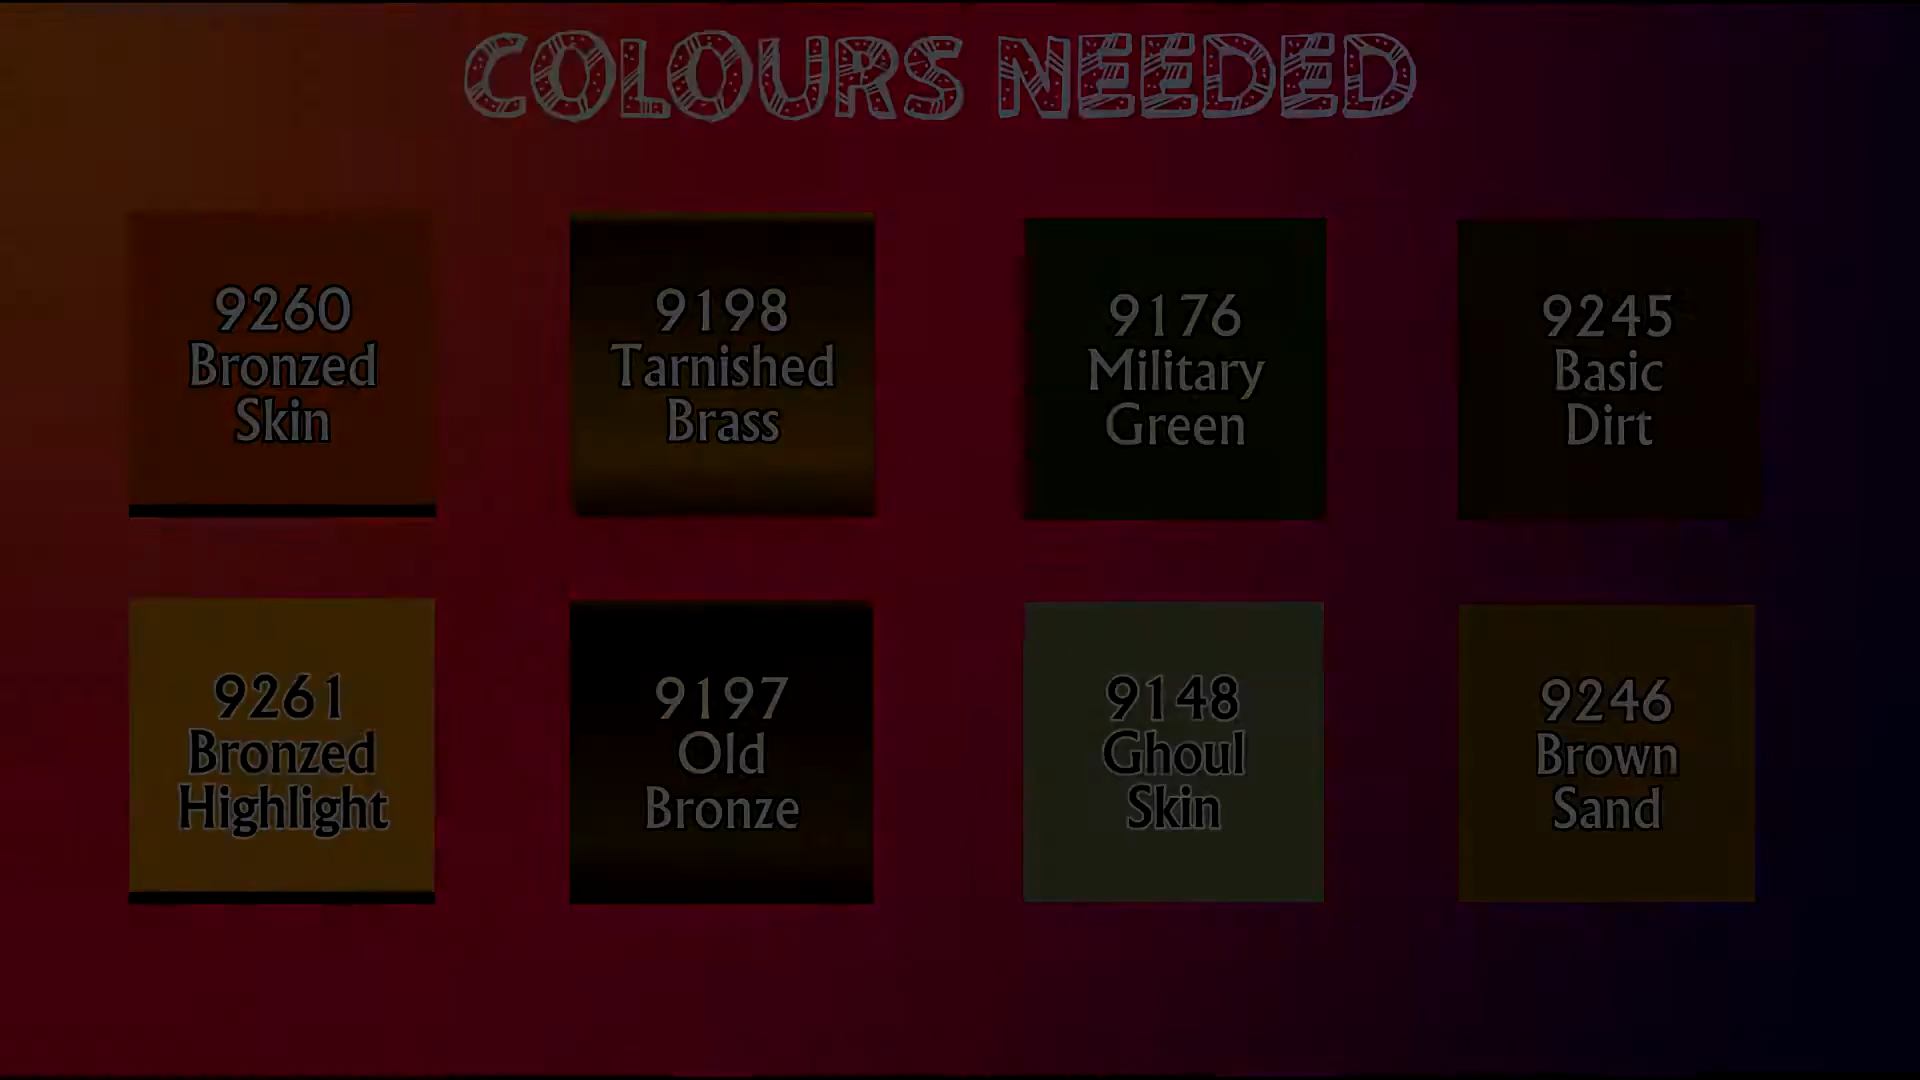 COLOURS NEEDED
9260
Bronzed
Skin
9198
Tarnished
Brass
9176
Military
Green
9245
Basic
Dirt
9261
Bronzed
Highlight
9197
Old
Bronze
9148
Ghoul
Skin
9246
Brown
Sand